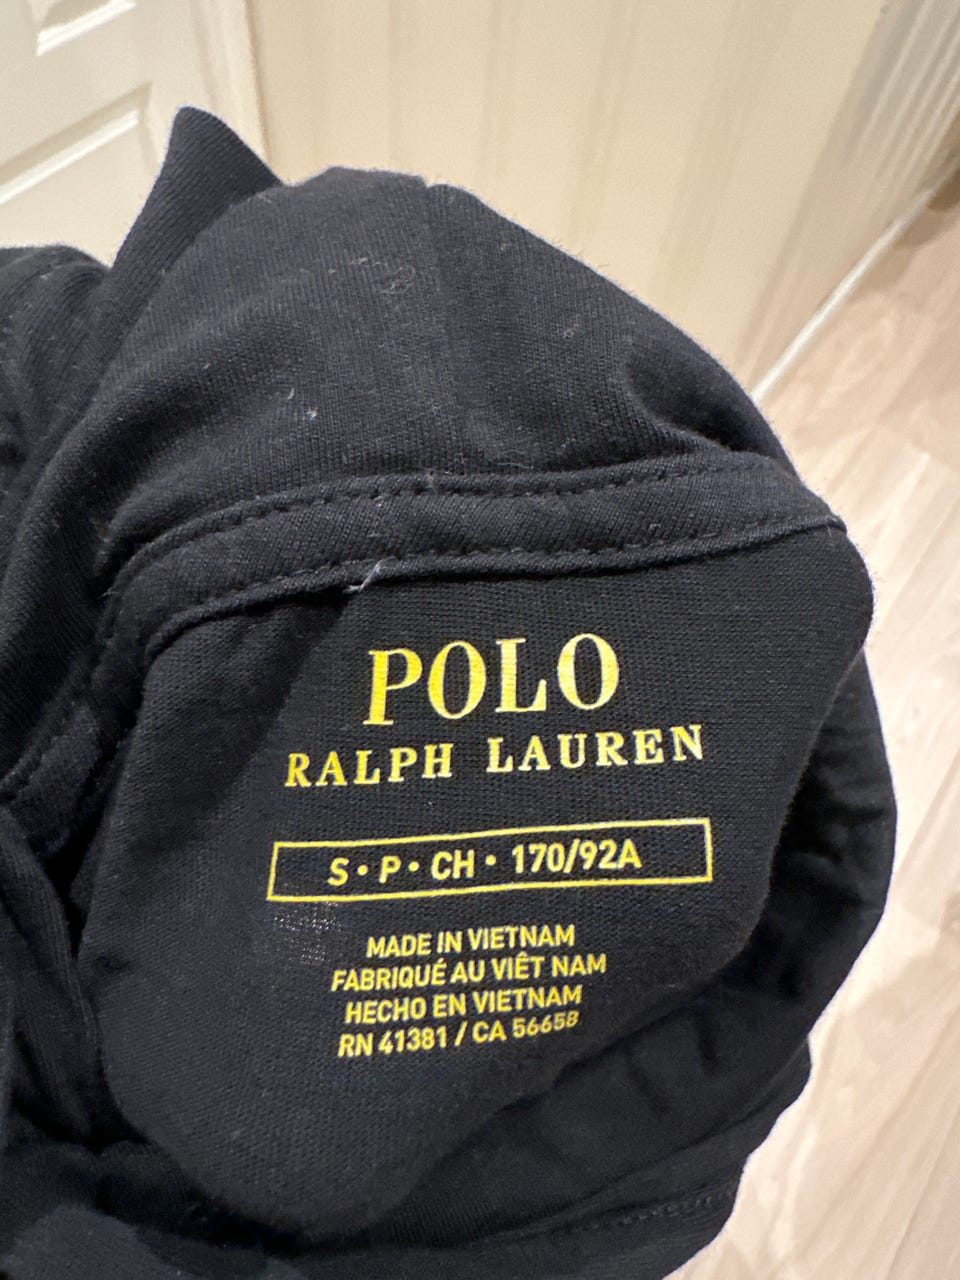 POLO
RALPH LAUREN
S • P • CH • 170/92A
MADE IN VIETNAM
FABRIQUÉ AU VIÊT NAM
HECHO EN VIETNAM
RN 41381 / CA 56658